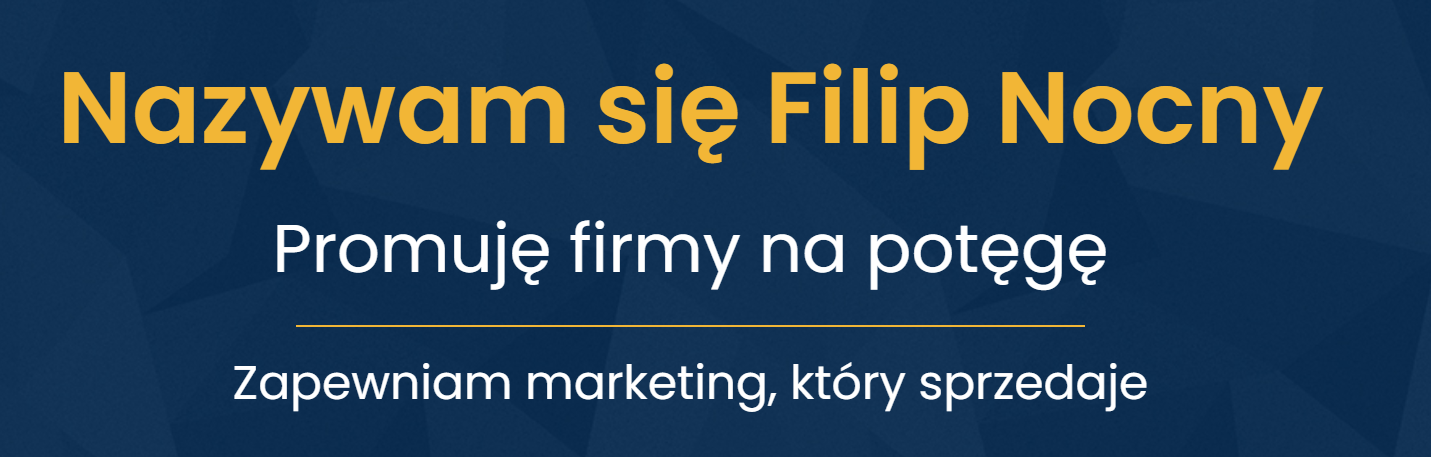 Nazywam się Filip Nocny
Promuję firmy na potęgę
Zapewniam marketing, który sprzedaje